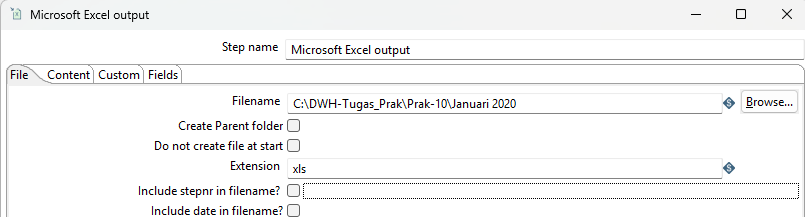 Microsoft Excel output
Step name Microsoft Excel output
File Content Custom Fields
Filename C:\DWH-Tugas_Prak\Prak-10\Januari 2020 Browse...
Create Parent folder
Do not create file at start
Extension xls
Include stepnr in filename?
Include date in filename?